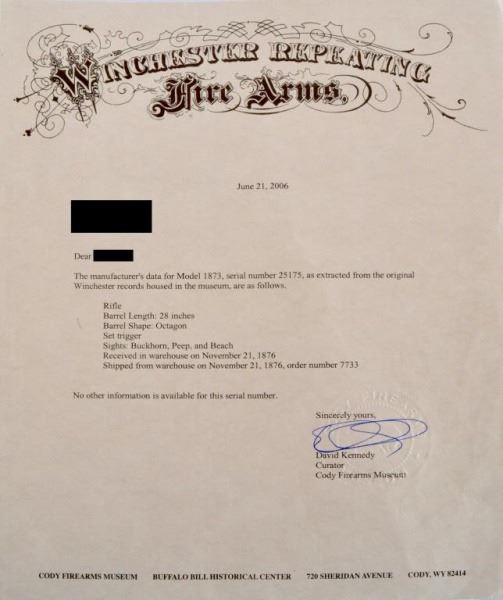 WINCHESTER REPEATING
Fire Arms,
June 21, 2006
Dear
The manufacturer's data for Model 1873, serial number 25175, as extracted from the original
Winchester records housed in the museum, are as follows.
Rifle
Barrel Length: 28 inches
Barrel Shape: Octagon
Set trigger
Sights: Buckhorn, Peep, and Beach
Received in warehouse on November 21, 1876
Shipped from warehouse on November 21, 1876, order number 7733
No other information is available for this serial number.
Sincerely yours,
David Kennedy
Curator
Cody Firearms Museum
CODY FIREARMS MUSEUM BUFFALO BILL HISTORICAL CENTER 720 SHERIDAN AVENUE CODY, WY 82414